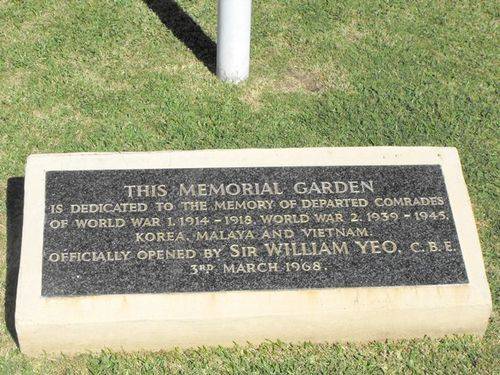 THIS MEMORIAL GARDEN
IS DEDICATED TO THE MEMORY OF DEPARTED COMRADES
OF WORLD WAR 1. 1914 - 1918. WORLD WAR 2. 1939 - 1945.
KOREA. MALAYA AND VIETNAM.
OFFICIALLY OPENED BY SIR WILLIAM YEO. C.B.E.
3RD MARCH 1968.